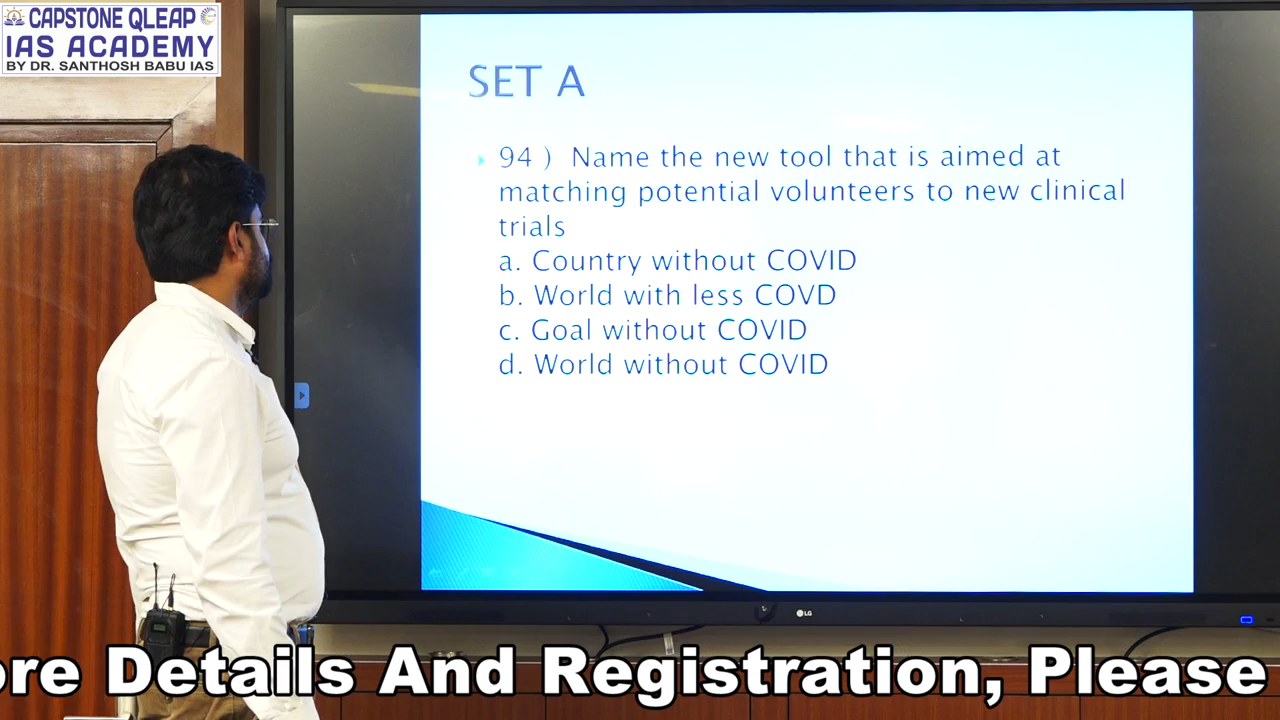 CAPSTONE QLEAP
IAS ACADEMY
BY DR. SANTHOSH BABU IAS
SET A
94 ) Name the new tool that is aimed at
matching potential volunteers to new clinical
trials
a. Country without COVID
b. World with less COVD
c. Goal without COVID
d. World without COVID
LG
ore Details And Registration, Please